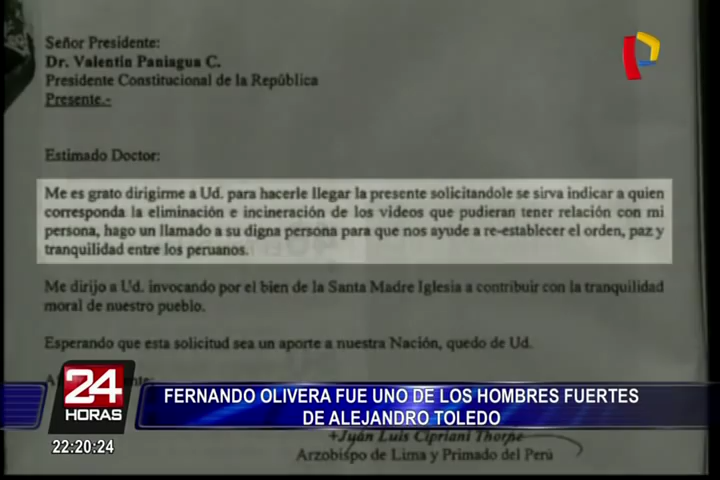 Señor Presidente:
Dr. Valentín Paniagua C.
Presidente Constitucional de la República
Presente.-
Estimado Doctor:
Me es grato dirigirme a Ud. para hacerle llegar la presente solicitandole se sirva indicar a quien
corresponda la eliminación e incineración de los videos que pudieran tener relación con mi
persona, hago un llamado a su digna persona para que nos ayude a re-establecer el orden, paz y
tranquilidad entre los peruanos.
Me dirijo a Ud. invocando por el bien de la Santa Madre Iglesia a contribuir con la tranquilidad
moral de nuestro pueblo.
Esperando que esta solicitud sea un aporte a nuestra Nación, quedo de Ud.
24
HORAS
22:20:24
FERNANDO OLIVERA FUE UNO DE LOS HOMBRES FUERTES
DE ALEJANDRO TOLEDO
+Juan Luis Cipriani Thorpe
Arzobispo de Lima y Primado del Perú